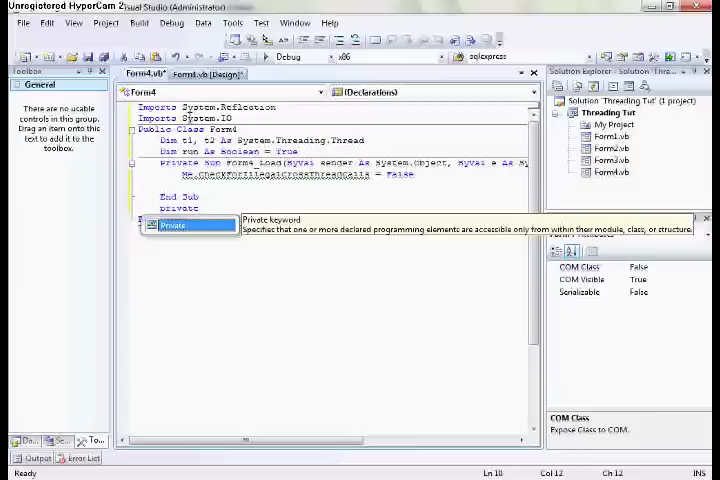 Unregistered HyperCam 2
Visual Studio (Administrator)
File Edit View Project Build Debug Data Tools Test Window Help
Debug x86 sqlexpress
Toolbox
General
There are no usable
controls in this group.
Drag an item onto this
text to add it to the
toolbox.
Form4.vb* Form4.vb [Design]*
Form4 (Declarations)
Imports System.Reflection
Imports System.IO
Public Class Form4
Dim t1, t2 As System.Threading.Thread
Dim run As Boolean = True
Private Sub Form4_Load(ByVal sender As System.Object, ByVal e As Sy
Me.CheckForIllegalCrossThreadCalls = False
End Sub
private
Private
Private keyword
Specifies that one or more declared programming elements are accessible only from within their module, class, or structure.
Solution Explorer - Solution 'Thre...
Solution 'Threading Tut' (1 project)
Threading Tut
My Project
Form1.vb
Form2.vb
Form3.vb
Form4.vb
COM Class False
COM Visible True
Serializable False
COM Class
Expose Class to COM.
Da... Se... To...
Output Error List
Ready Ln 10 Col 12 Ch 12 INS